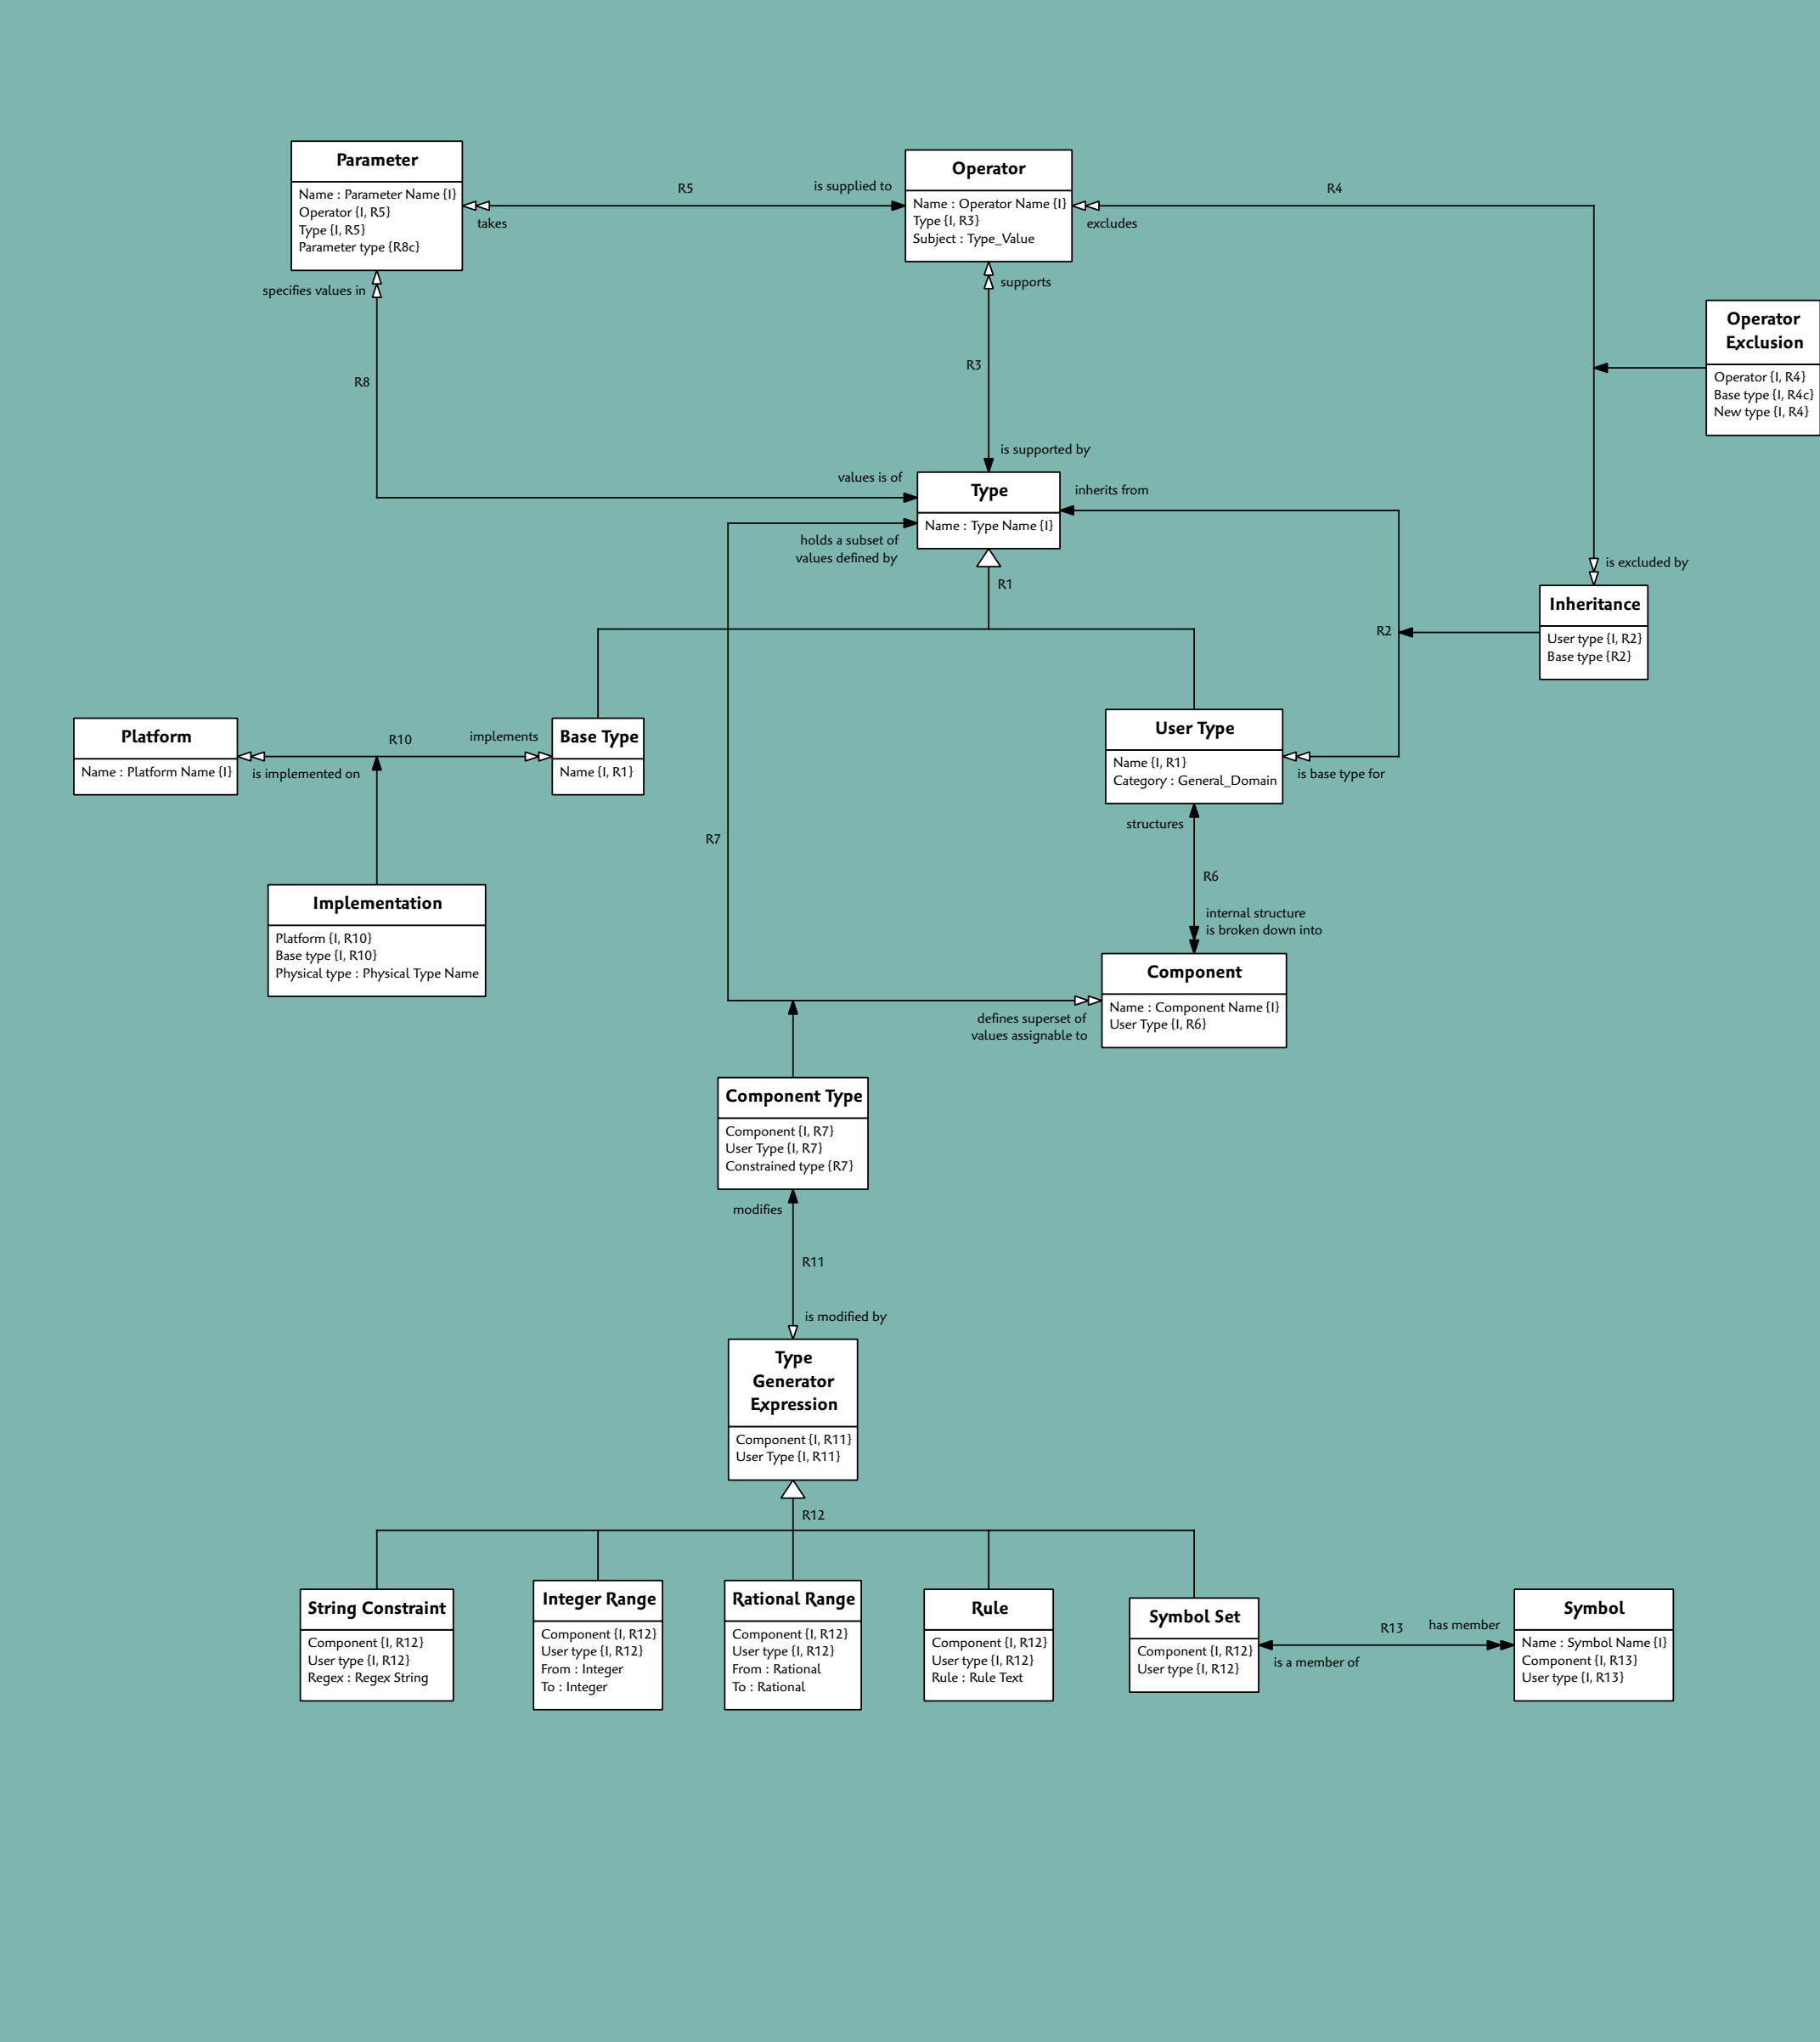 Parameter
Name : Parameter Name {I}
Operator {I, R5}
Type {I, R5}
Parameter type {R8c}
R5
is supplied to
takes
Operator
Name : Operator Name {I}
Type {I, R3}
Subject : Type_Value
R4
excludes
specifies values in
supports
Operator
Exclusion
Operator {I, R4}
Base type {I, R4c}
New type {I, R4}
R8
R3
is supported by
values is of
Type
Name : Type Name {I}
inherits from
holds a subset of
values defined by
R1
is excluded by
Inheritance
User type {I, R2}
Base type {R2}
R2
Platform
Name : Platform Name {I}
R10
implements
is implemented on
Base Type
Name {I, R1}
User Type
Name {I, R1}
Category : General_Domain
is base type for
structures
R7
R6
internal structure
is broken down into
Implementation
Platform {I, R10}
Base type {I, R10}
Physical type : Physical Type Name
Component
Name : Component Name {I}
User Type {I, R6}
defines superset of
values assignable to
Component Type
Component {I, R7}
User Type {I, R7}
Constrained type {R7}
modifies
R11
is modified by
Type
Generator
Expression
Component {I, R11}
User Type {I, R11}
R12
String Constraint
Component {I, R12}
User type {I, R12}
Regex : Regex String
Integer Range
Component {I, R12}
User type {I, R12}
From : Integer
To : Integer
Rational Range
Component {I, R12}
User type {I, R12}
From : Rational
To : Rational
Rule
Component {I, R12}
User type {I, R12}
Rule : Rule Text
Symbol Set
Component {I, R12}
User type {I, R12}
R13
has member
is a member of
Symbol
Name : Symbol Name {I}
Component {I, R13}
User type {I, R13}